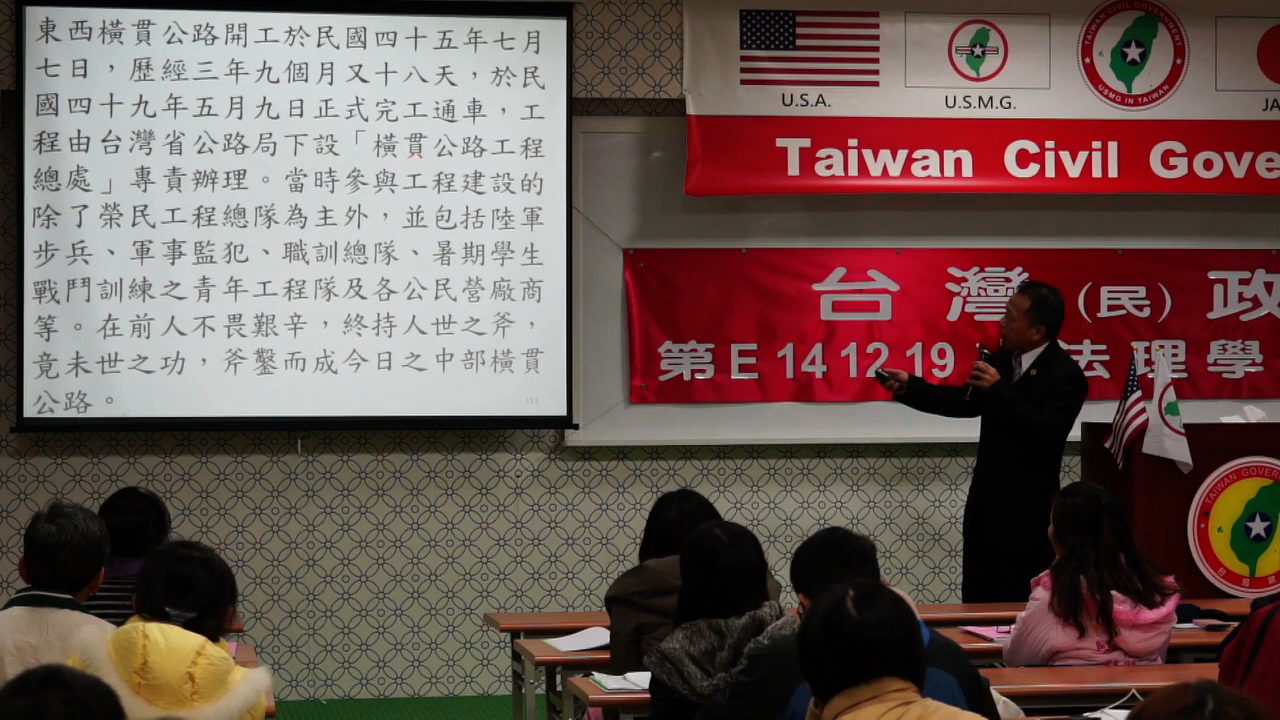 東西橫貫公路開工於民國四十五年七月
七日，歷經三年九個月又十八天，於民
國四十九年五月九日正式完工通車，工
程由台灣省公路局下設「橫貫公路工程
總處」專責辦理。當時參與工程建設的
除了榮民工程總隊為主外，並包括陸軍
步兵、軍事監犯、職訓總隊、暑期學生
戰鬥訓練之青年工程隊及各公民營廠商
等。在前人不畏艱辛，終持人世之斧，
竟未世之功，斧鑿而成今日之中部橫貫
公路。
U.S.A.
U.S.M.G.
TAIWAN CIVIL GOVERNMENT
USMG IN TAIWAN
JA
Taiwan Civil Gove
台灣(民)政
第E 14 12 19
法理學
TAIWAN GOVER